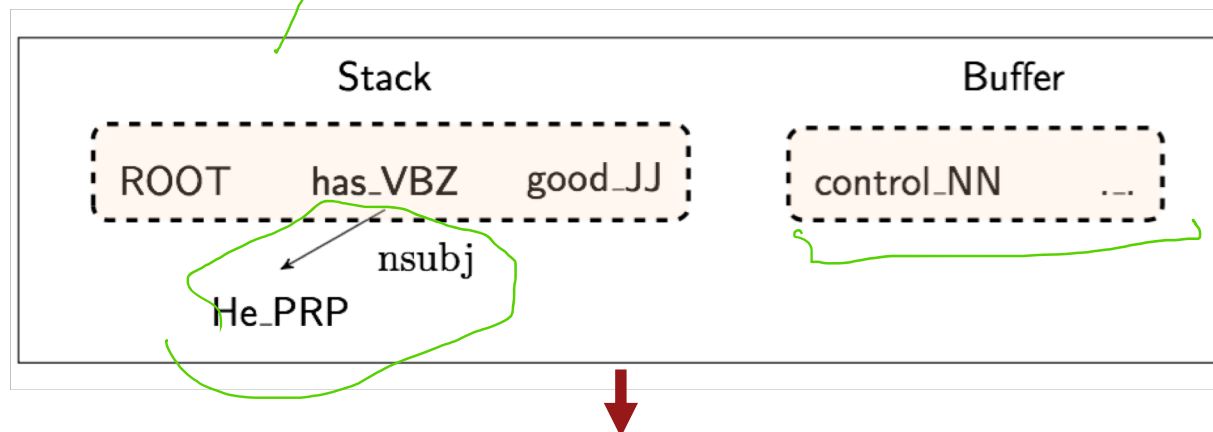 Stack Buffer
ROOT has_VBZ good_JJ control_NN ._.
nsubj
He_PRP